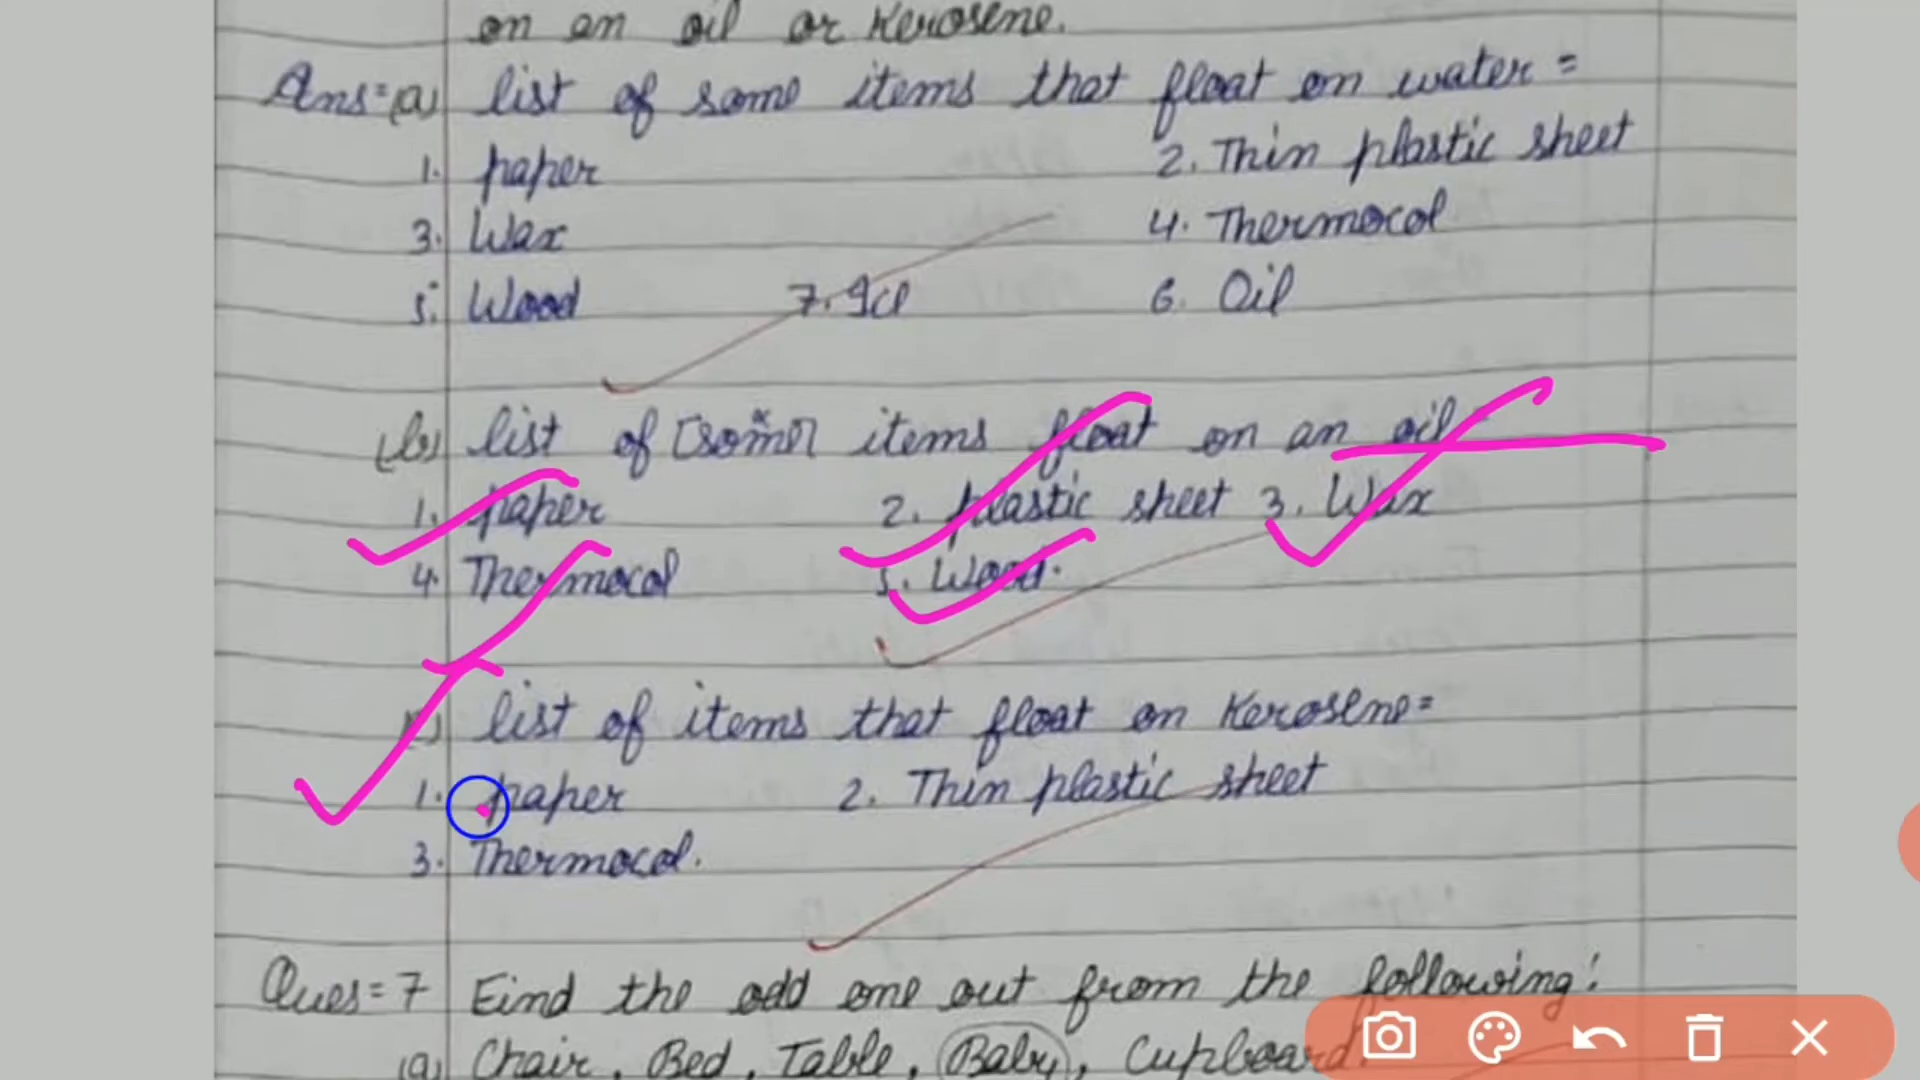 on an oil or Kerosene.
Ans=(a) list of some items that float on water =
1. paper 2. Thin plastic sheet
3. Wax 4. Thermocol
5. Wood 7. Ice 6. Oil
(b) list of [some] items float on an oil =
1. paper 2. plastic sheet 3. Wax
4. Thermocol 5. Wood.
list of items that float on Kerosene=
1. paper 2. Thin plastic sheet
3. Thermocol.
Ques=7 Find the odd one out from the following:
(a) Chair, Bed, Table, Baby, Cupboard.